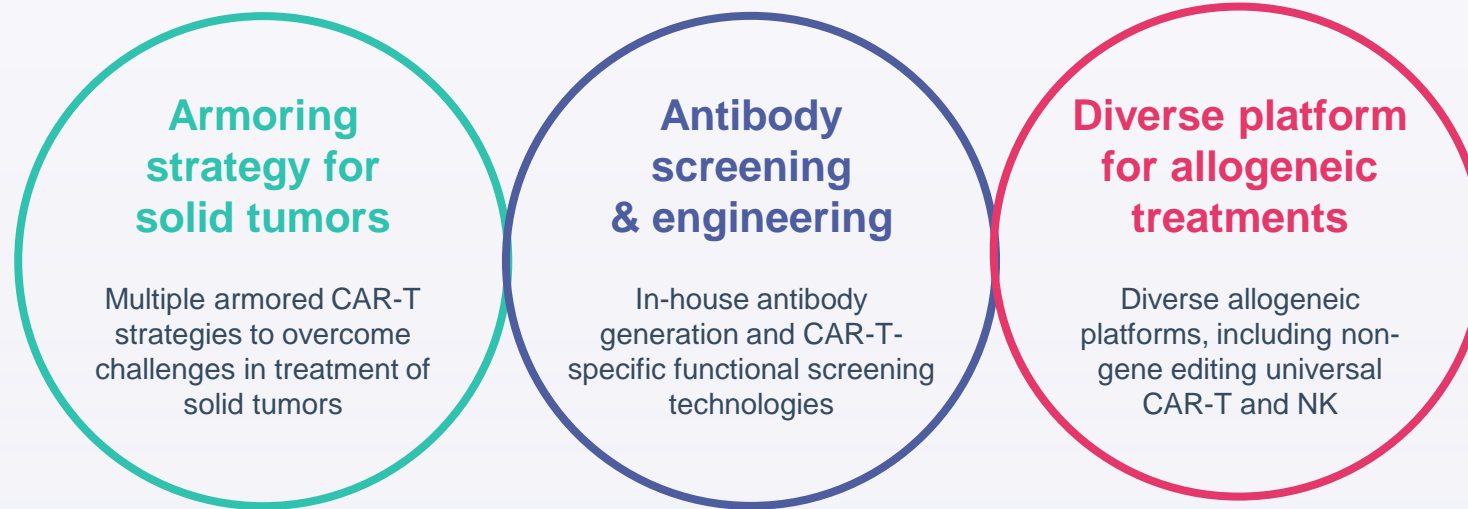 Armoring
strategy for
solid tumors
Multiple armored CAR-T
strategies to overcome
challenges in treatment of
solid tumors
Antibody
screening
& engineering
In-house antibody
generation and CAR-T-
specific functional screening
technologies
Diverse platform
for allogeneic
treatments
Diverse allogeneic
platforms, including non-
gene editing universal
CAR-T and NK